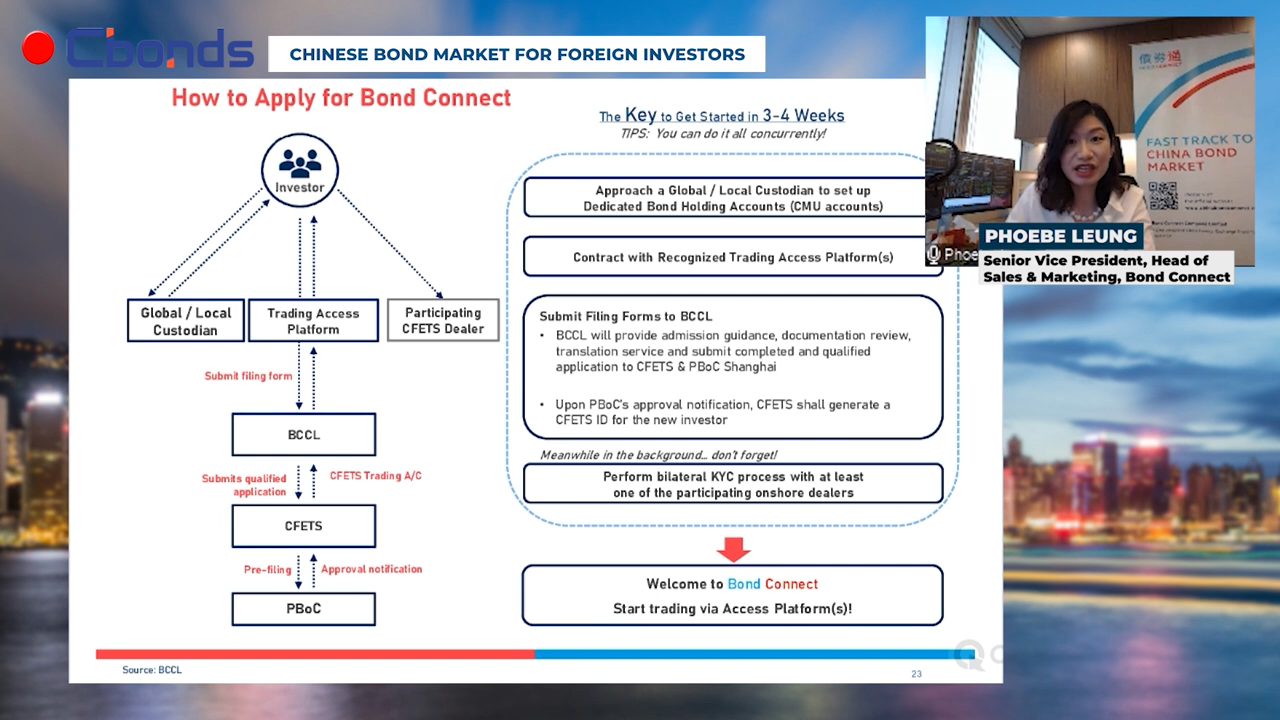 Cbonds
CHINESE BOND MARKET FOR FOREIGN INVESTORS
How to Apply for Bond Connect
Investor
Global / Local
Custodian
Trading Access
Platform
Participating
CFETS Dealer
Submit filing form
BCCL
Submits qualified
application
CFETS Trading A/C
CFETS
Pre-filing
Approval notification
PBoC
The Key to Get Started in 3-4 Weeks
TIPS: You can do it all concurrently!
Approach a Global / Local Custodian to set up
Dedicated Bond Holding Accounts (CMU accounts)
Contract with Recognized Trading Access Platform(s)
Submit Filing Forms to BCCL
• BCCL will provide admission guidance, documentation review,
translation service and submit completed and qualified
application to CFETS & PBoC Shanghai
• Upon PBoC's approval notification, CFETS shall generate a
CFETS ID for the new investor
Meanwhile in the background... don't forget!
Perform bilateral KYC process with at least
one of the participating onshore dealers
Welcome to Bond Connect
Start trading via Access Platform(s)!
Source: BCCL
23
債券通
FAST TRACK TO
CHINA BOND
MARKET
Phoe
PHOEBE LEUNG
Senior Vice President, Head of
Sales & Marketing, Bond Connect